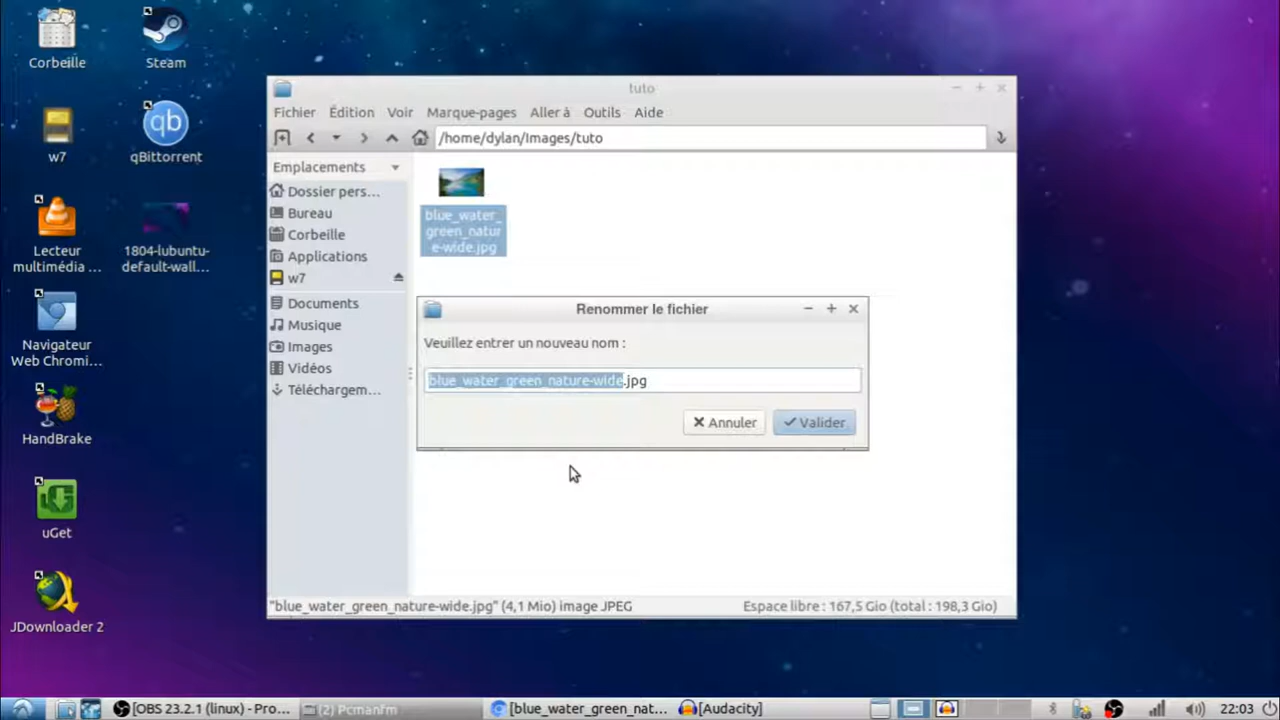 Corbeille
Steam
w7
qBittorrent
Lecteur
multimédia ...
1804-lubuntu-
default-wall...
Navigateur
Web Chromi...
HandBrake
uGet
JDownloader 2
tuto
Fichier Édition Voir Marque-pages Aller à Outils Aide
/home/dylan/Images/tuto
Emplacements
Dossier pers...
Bureau
Corbeille
Applications
w7
Documents
Musique
Images
Vidéos
Téléchargem...
blue_water_
green_natur
e-wide.jpg
Renommer le fichier
Veuillez entrer un nouveau nom :
blue_water_green_nature-wide.jpg
Annuler Valider
"blue_water_green_nature-wide.jpg" (4,1 Mio) image JPEG Espace libre : 167,5 Gio (total : 198,3 Gio)
[OBS 23.2.1 (linux) - Pro... (2) Pcmanfm [blue_water_green_nat... [Audacity] 22:03